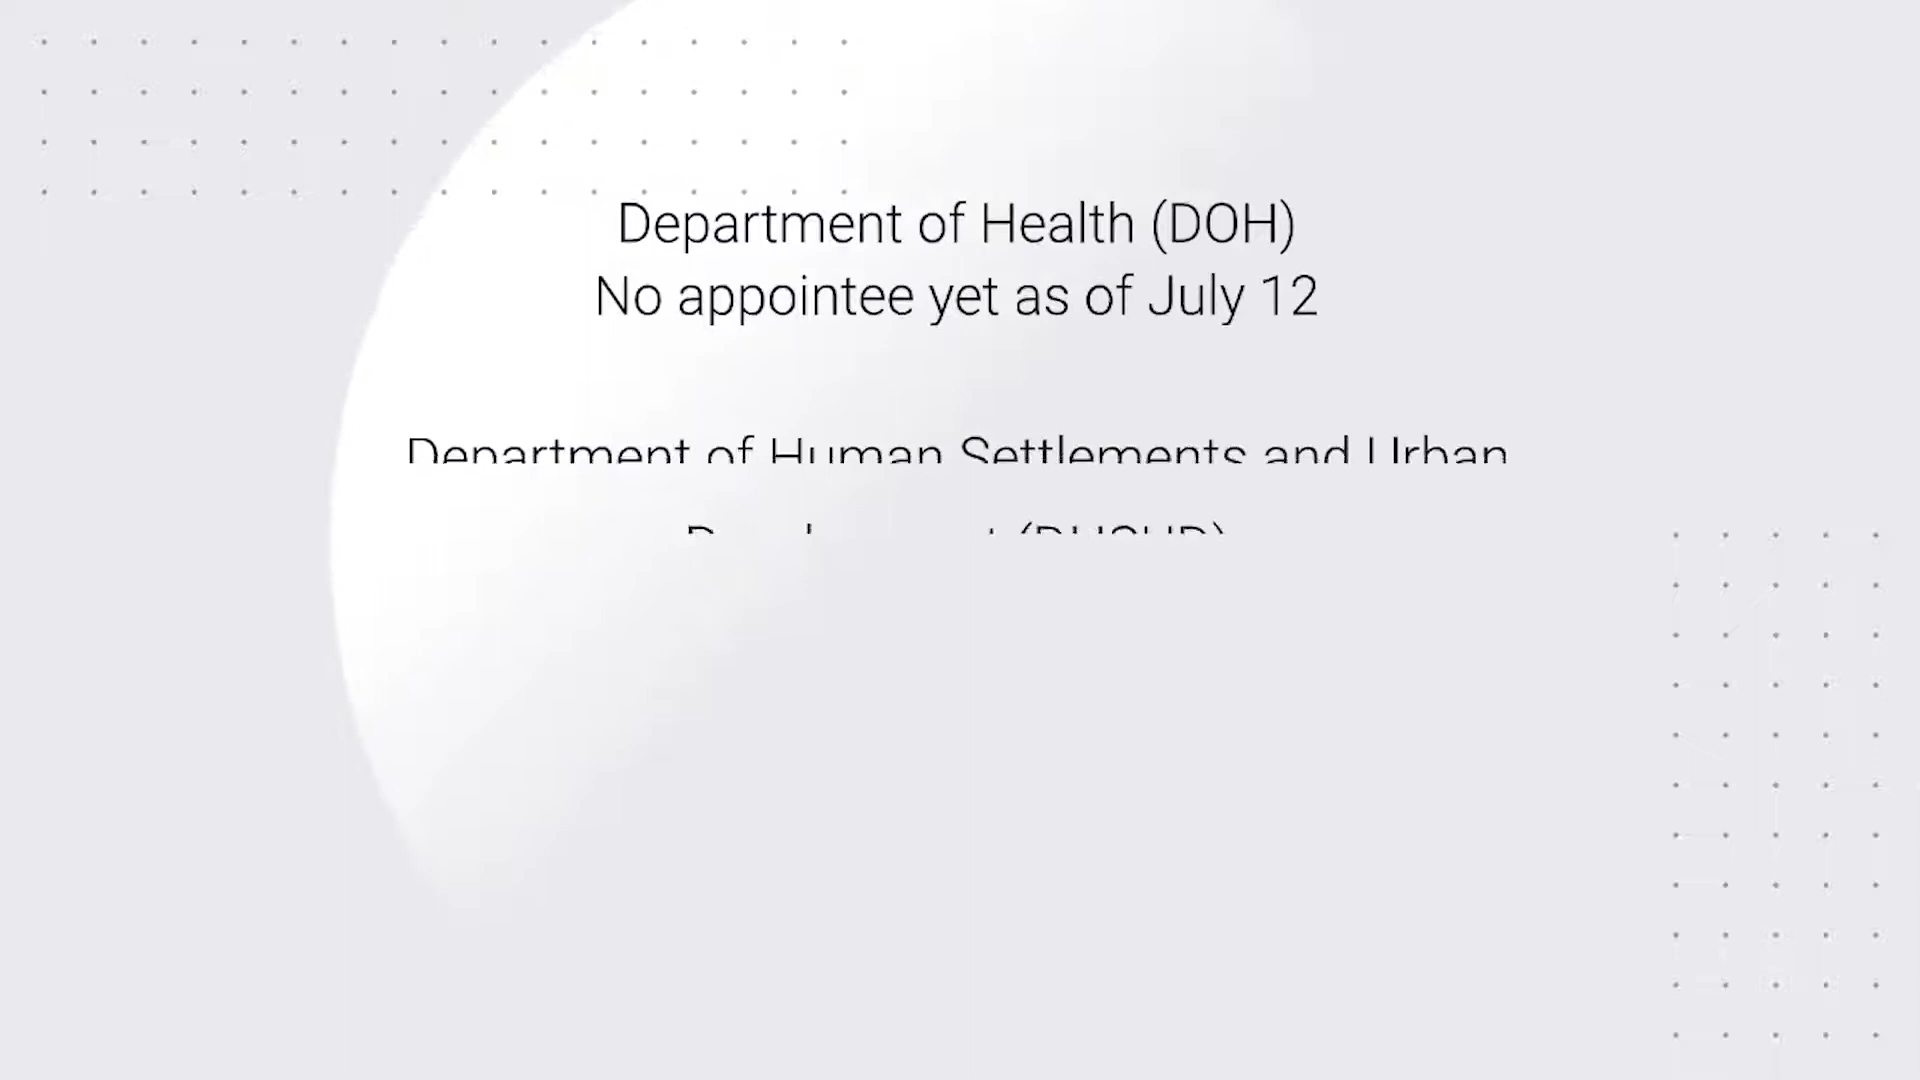 Department of Health (DOH)
No appointee yet as of July 12
Department of Human Settlements and Urban